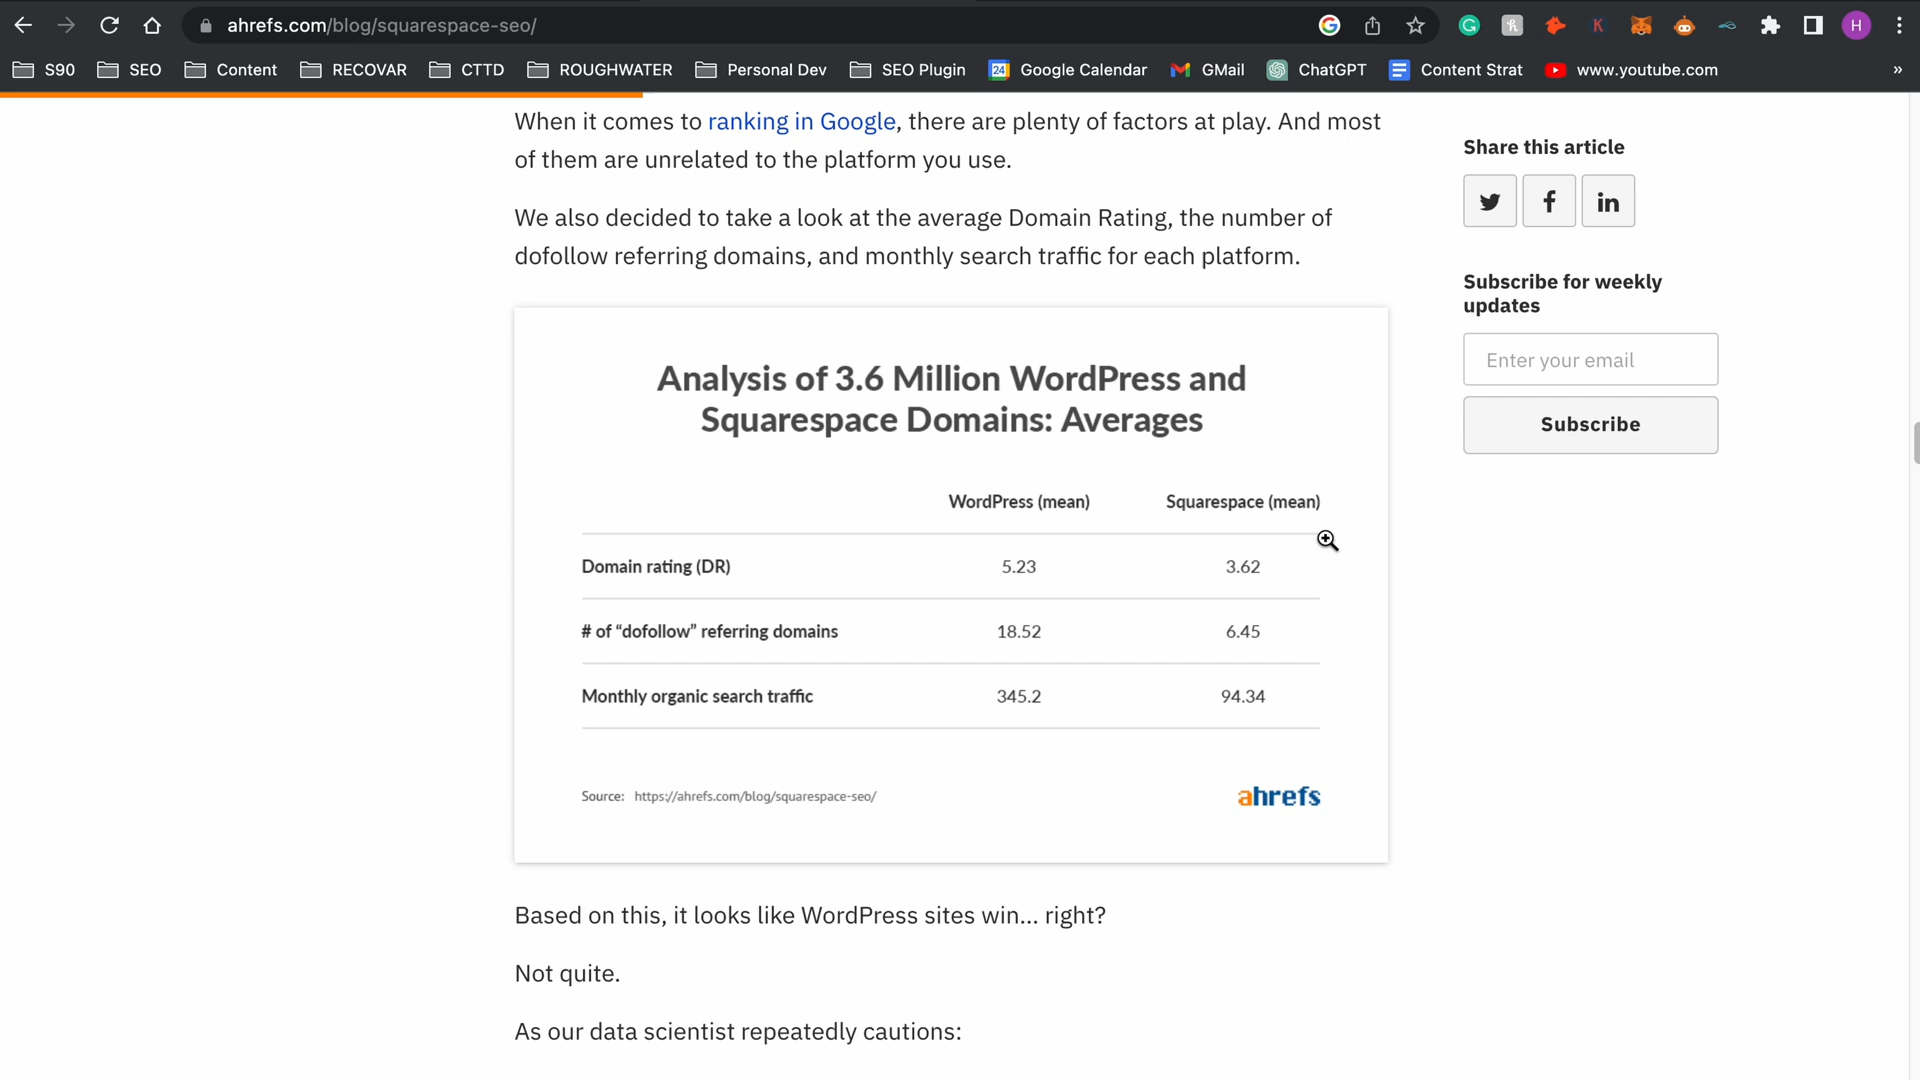 ahrefs.com/blog/squarespace-seo/
S90 SEO Content RECOVAR CTTD ROUGHWATER Personal Dev SEO Plugin 24 Google Calendar GMail ChatGPT Content Strat www.youtube.com »
When it comes to ranking in Google, there are plenty of factors at play. And most
of them are unrelated to the platform you use.
We also decided to take a look at the average Domain Rating, the number of
dofollow referring domains, and monthly search traffic for each platform.
Analysis of 3.6 Million WordPress and
Squarespace Domains: Averages
WordPress (mean) Squarespace (mean)
Domain rating (DR) 5.23 3.62
# of “dofollow” referring domains 18.52 6.45
Monthly organic search traffic 345.2 94.34
Source: https://ahrefs.com/blog/squarespace-seo/ ahrefs
Based on this, it looks like WordPress sites win... right?
Not quite.
As our data scientist repeatedly cautions:
Share this article
Subscribe for weekly
updates
Enter your email
Subscribe